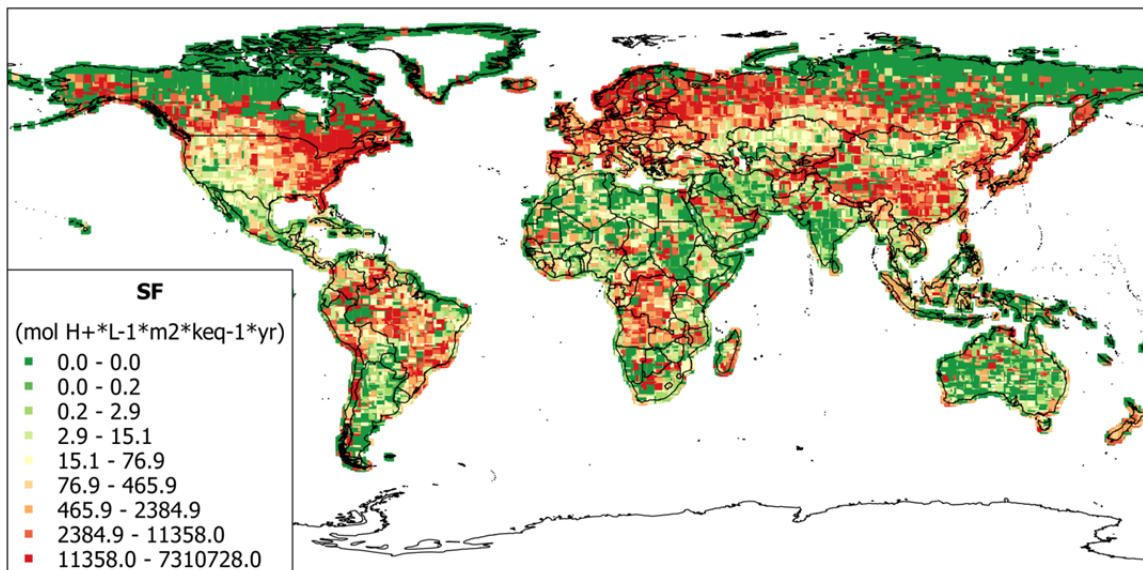 SF
(mol H+*L-1*m2*keq-1*yr)
0.0 - 0.0
0.0 - 0.2
0.2 - 2.9
2.9 - 15.1
15.1 - 76.9
76.9 - 465.9
465.9 - 2384.9
2384.9 - 11358.0
11358.0 - 7310728.0